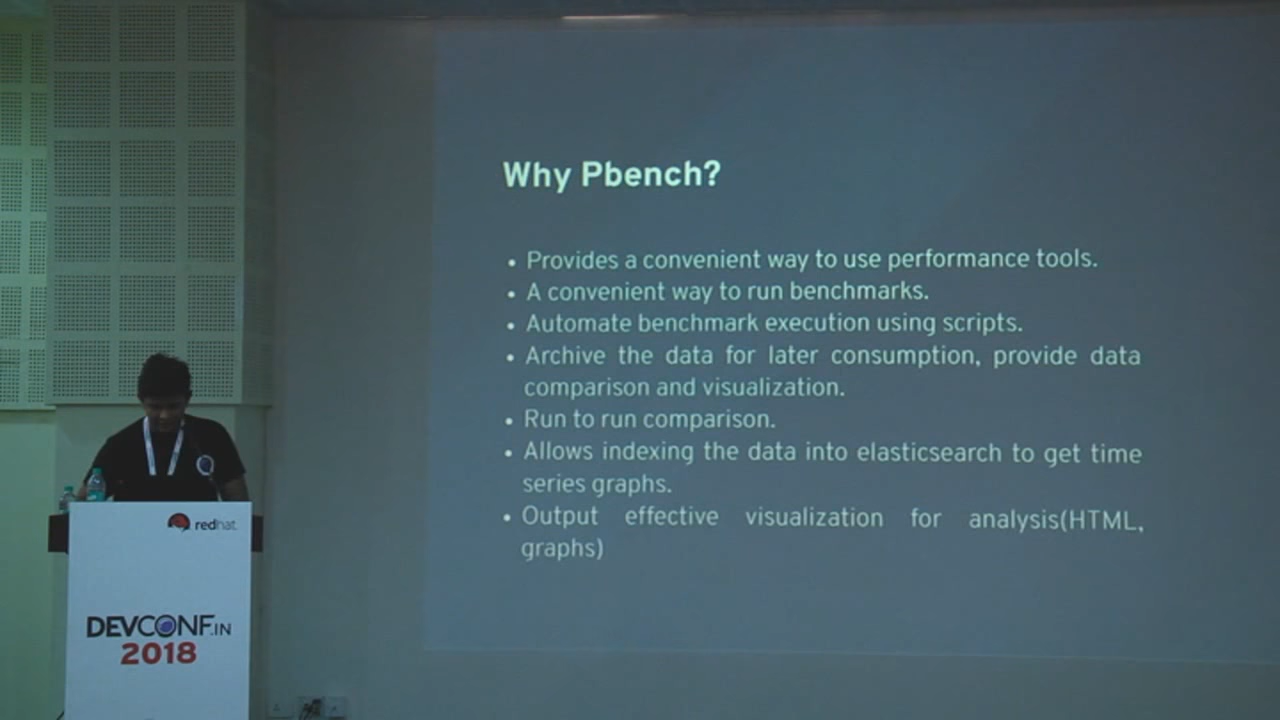 Why Pbench?
• Provides a convenient way to use performance tools.
• A convenient way to run benchmarks.
• Automate benchmark execution using scripts.
• Archive the data for later consumption, provide data
comparison and visualization.
• Run to run comparison.
• Allows indexing the data into elasticsearch to get time
series graphs.
• Output effective visualization for analysis(HTML,
graphs)
redhat.
DEVCONF.IN
2018